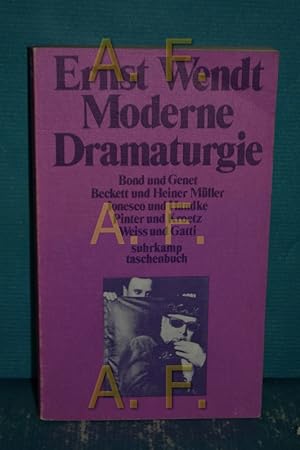 A. F.
Ernst Wendt
Moderne
Dramaturgie
Bond und Genet
Beckett und Heiner Müller
Ionesco und Handke
Pinter und Kroetz
Weiss und Gatti
suhrkamp
taschenbuch
A. F.
A. F.
A. F.